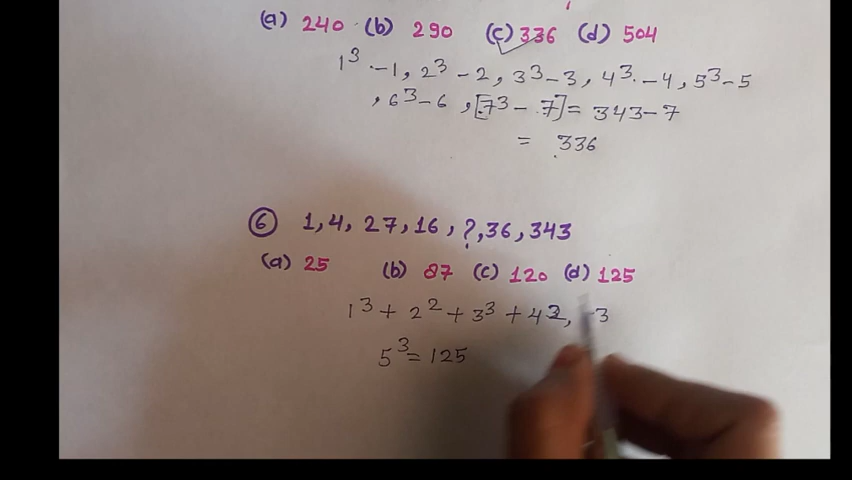 (a) 240 (b) 290 (c) 336 (d) 504
1³ - 1, 2³ - 2, 3³ - 3, 4³ - 4, 5³ - 5
, 6³ - 6, [7³ - 7] = 343 - 7
= 336
⑥ 1, 4, 27, 16, ?, 36, 343
(a) 25 (b) 87 (c) 120 (d) 125
1³ + 2² + 3³ + 4²,
5³ = 125